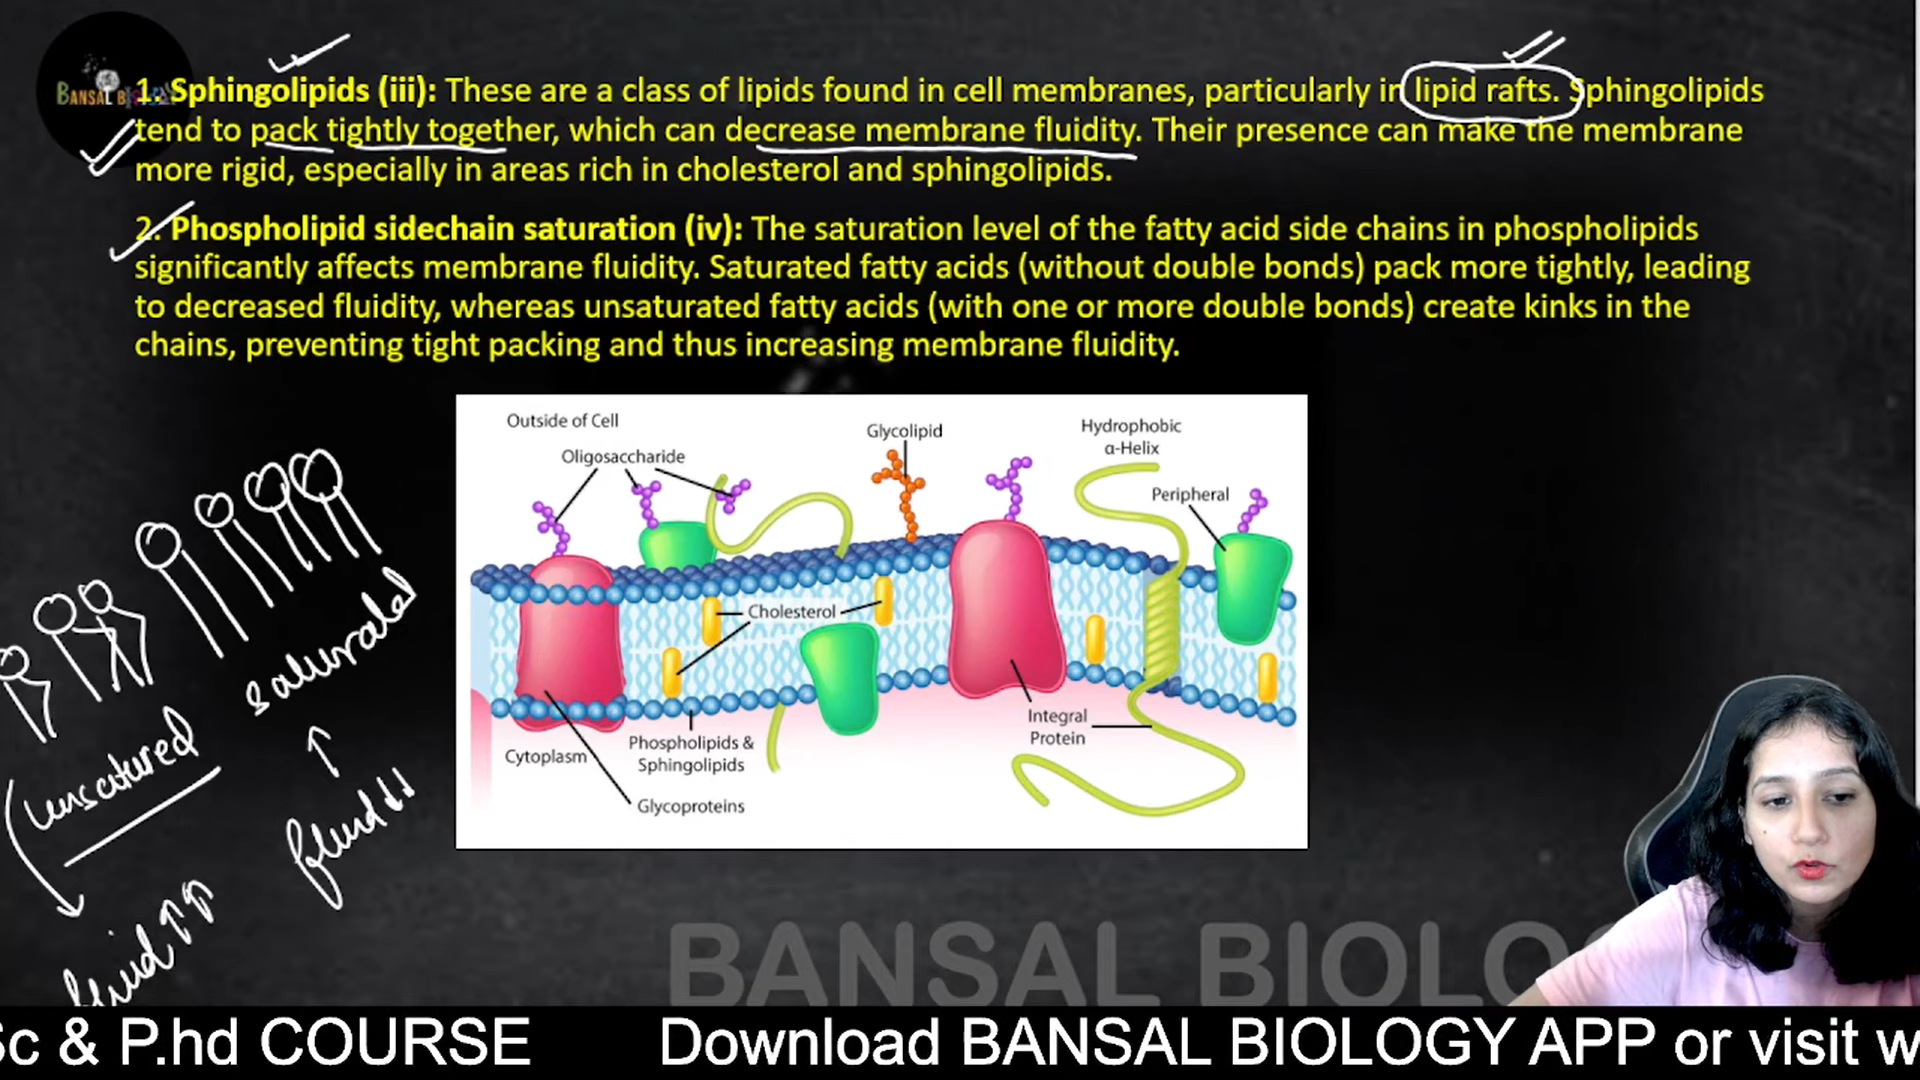 BANSAL B
1. Sphingolipids (iii): These are a class of lipids found in cell membranes, particularly in lipid rafts. Sphingolipids
tend to pack tightly together, which can decrease membrane fluidity. Their presence can make the membrane
more rigid, especially in areas rich in cholesterol and sphingolipids.
2. Phospholipid sidechain saturation (iv): The saturation level of the fatty acid side chains in phospholipids
significantly affects membrane fluidity. Saturated fatty acids (without double bonds) pack more tightly, leading
to decreased fluidity, whereas unsaturated fatty acids (with one or more double bonds) create kinks in the
chains, preventing tight packing and thus increasing membrane fluidity.
Outside of Cell
Oligosaccharide
Glycolipid
Hydrophobic
α-Helix
Peripheral
Cholesterol
Integral
Protein
Phospholipids &
Sphingolipids
Cytoplasm
Glycoproteins
saturated
↑
fluid ↓↓
unsatured
fluid ↑↑
BANSAL BIOLO
Sc & P.hd COURSE Download BANSAL BIOLOGY APP or visit w